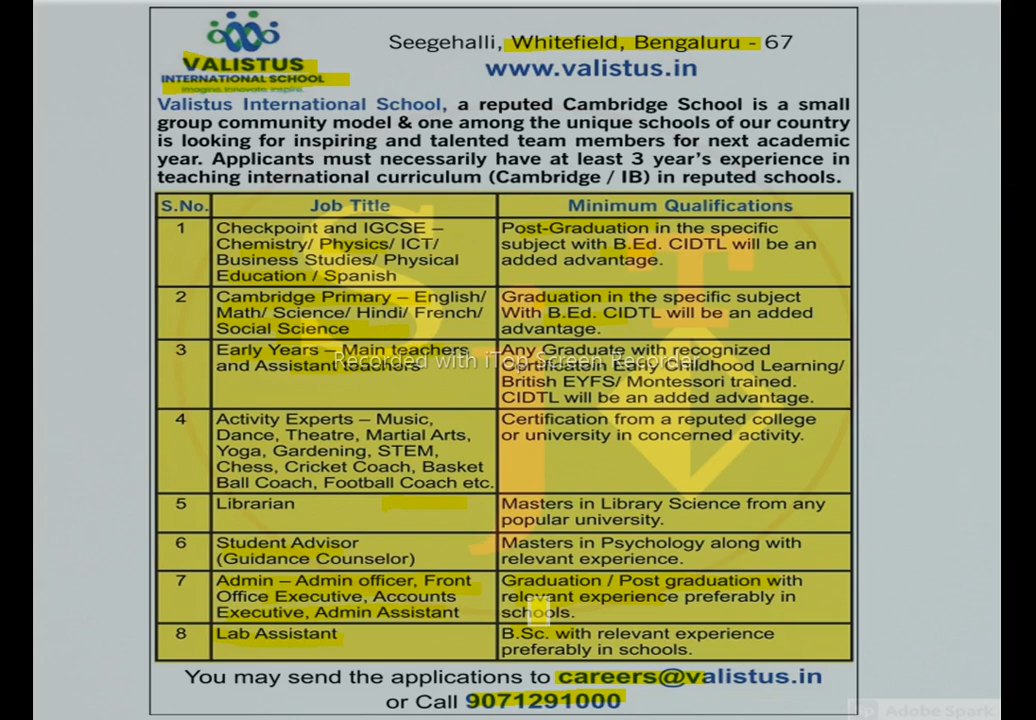 VALISTUS
INTERNATIONAL SCHOOL
Imagine. Innovate. Inspire.
Seegehalli, Whitefield, Bengaluru - 67
www.valistus.in
Valistus International School, a reputed Cambridge School is a small
group community model & one among the unique schools of our country
is looking for inspiring and talented team members for next academic
year. Applicants must necessarily have at least 3 year's experience in
teaching international curriculum (Cambridge / IB) in reputed schools.
S.No. Job Title Minimum Qualifications
1 Checkpoint and IGCSE – Post-Graduation in the specific
Chemistry/ Physics/ ICT/ subject with B.Ed. CIDTL will be an
Business Studies/ Physical added advantage.
Education / Spanish
2 Cambridge Primary – English/ Graduation in the specific subject
Math/ Science/ Hindi/ French/ With B.Ed. CIDTL will be an added
Social Science advantage.
3 Early Years – Main teachers Any Graduate with recognized
and Assistant teachers Certificatein Early Childhood Learning/
British EYFS/ Montessori trained.
CIDTL will be an added advantage.
Recorded with iTop Screen Recorder
4 Activity Experts – Music, Certification from a reputed college
Dance, Theatre, Martial Arts, or university in concerned activity.
Yoga, Gardening, STEM,
Chess, Cricket Coach, Basket
Ball Coach, Football Coach etc.
5 Librarian Masters in Library Science from any
popular university.
6 Student Advisor Masters in Psychology along with
(Guidance Counselor) relevant experience.
7 Admin – Admin officer, Front Graduation / Post graduation with
Office Executive, Accounts relevant experience preferably in
Executive, Admin Assistant schools.
8 Lab Assistant B.Sc. with relevant experience
preferably in schools.
You may send the applications to careers@valistus.in
or Call 9071291000
Adobe Spark